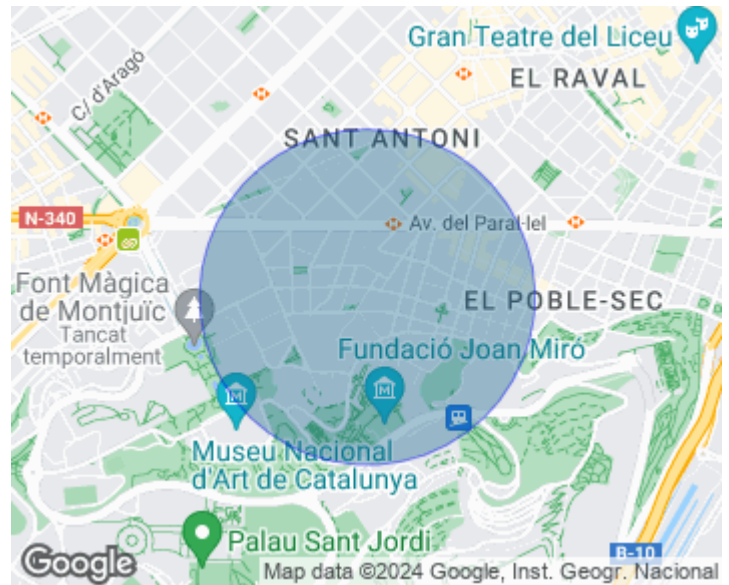 Gran Teatre del Liceu
EL RAVAL
C/ d'Aragó
SANT ANTONI
N-340
Av. del Paral·lel
Font Màgica
de Montjuïc
Tancat
temporalment
EL POBLE-SEC
Fundació Joan Miró
Museu Nacional
d'Art de Catalunya
Palau Sant Jordi
B-10
Google
Map data ©2024 Google, Inst. Geogr. Nacional